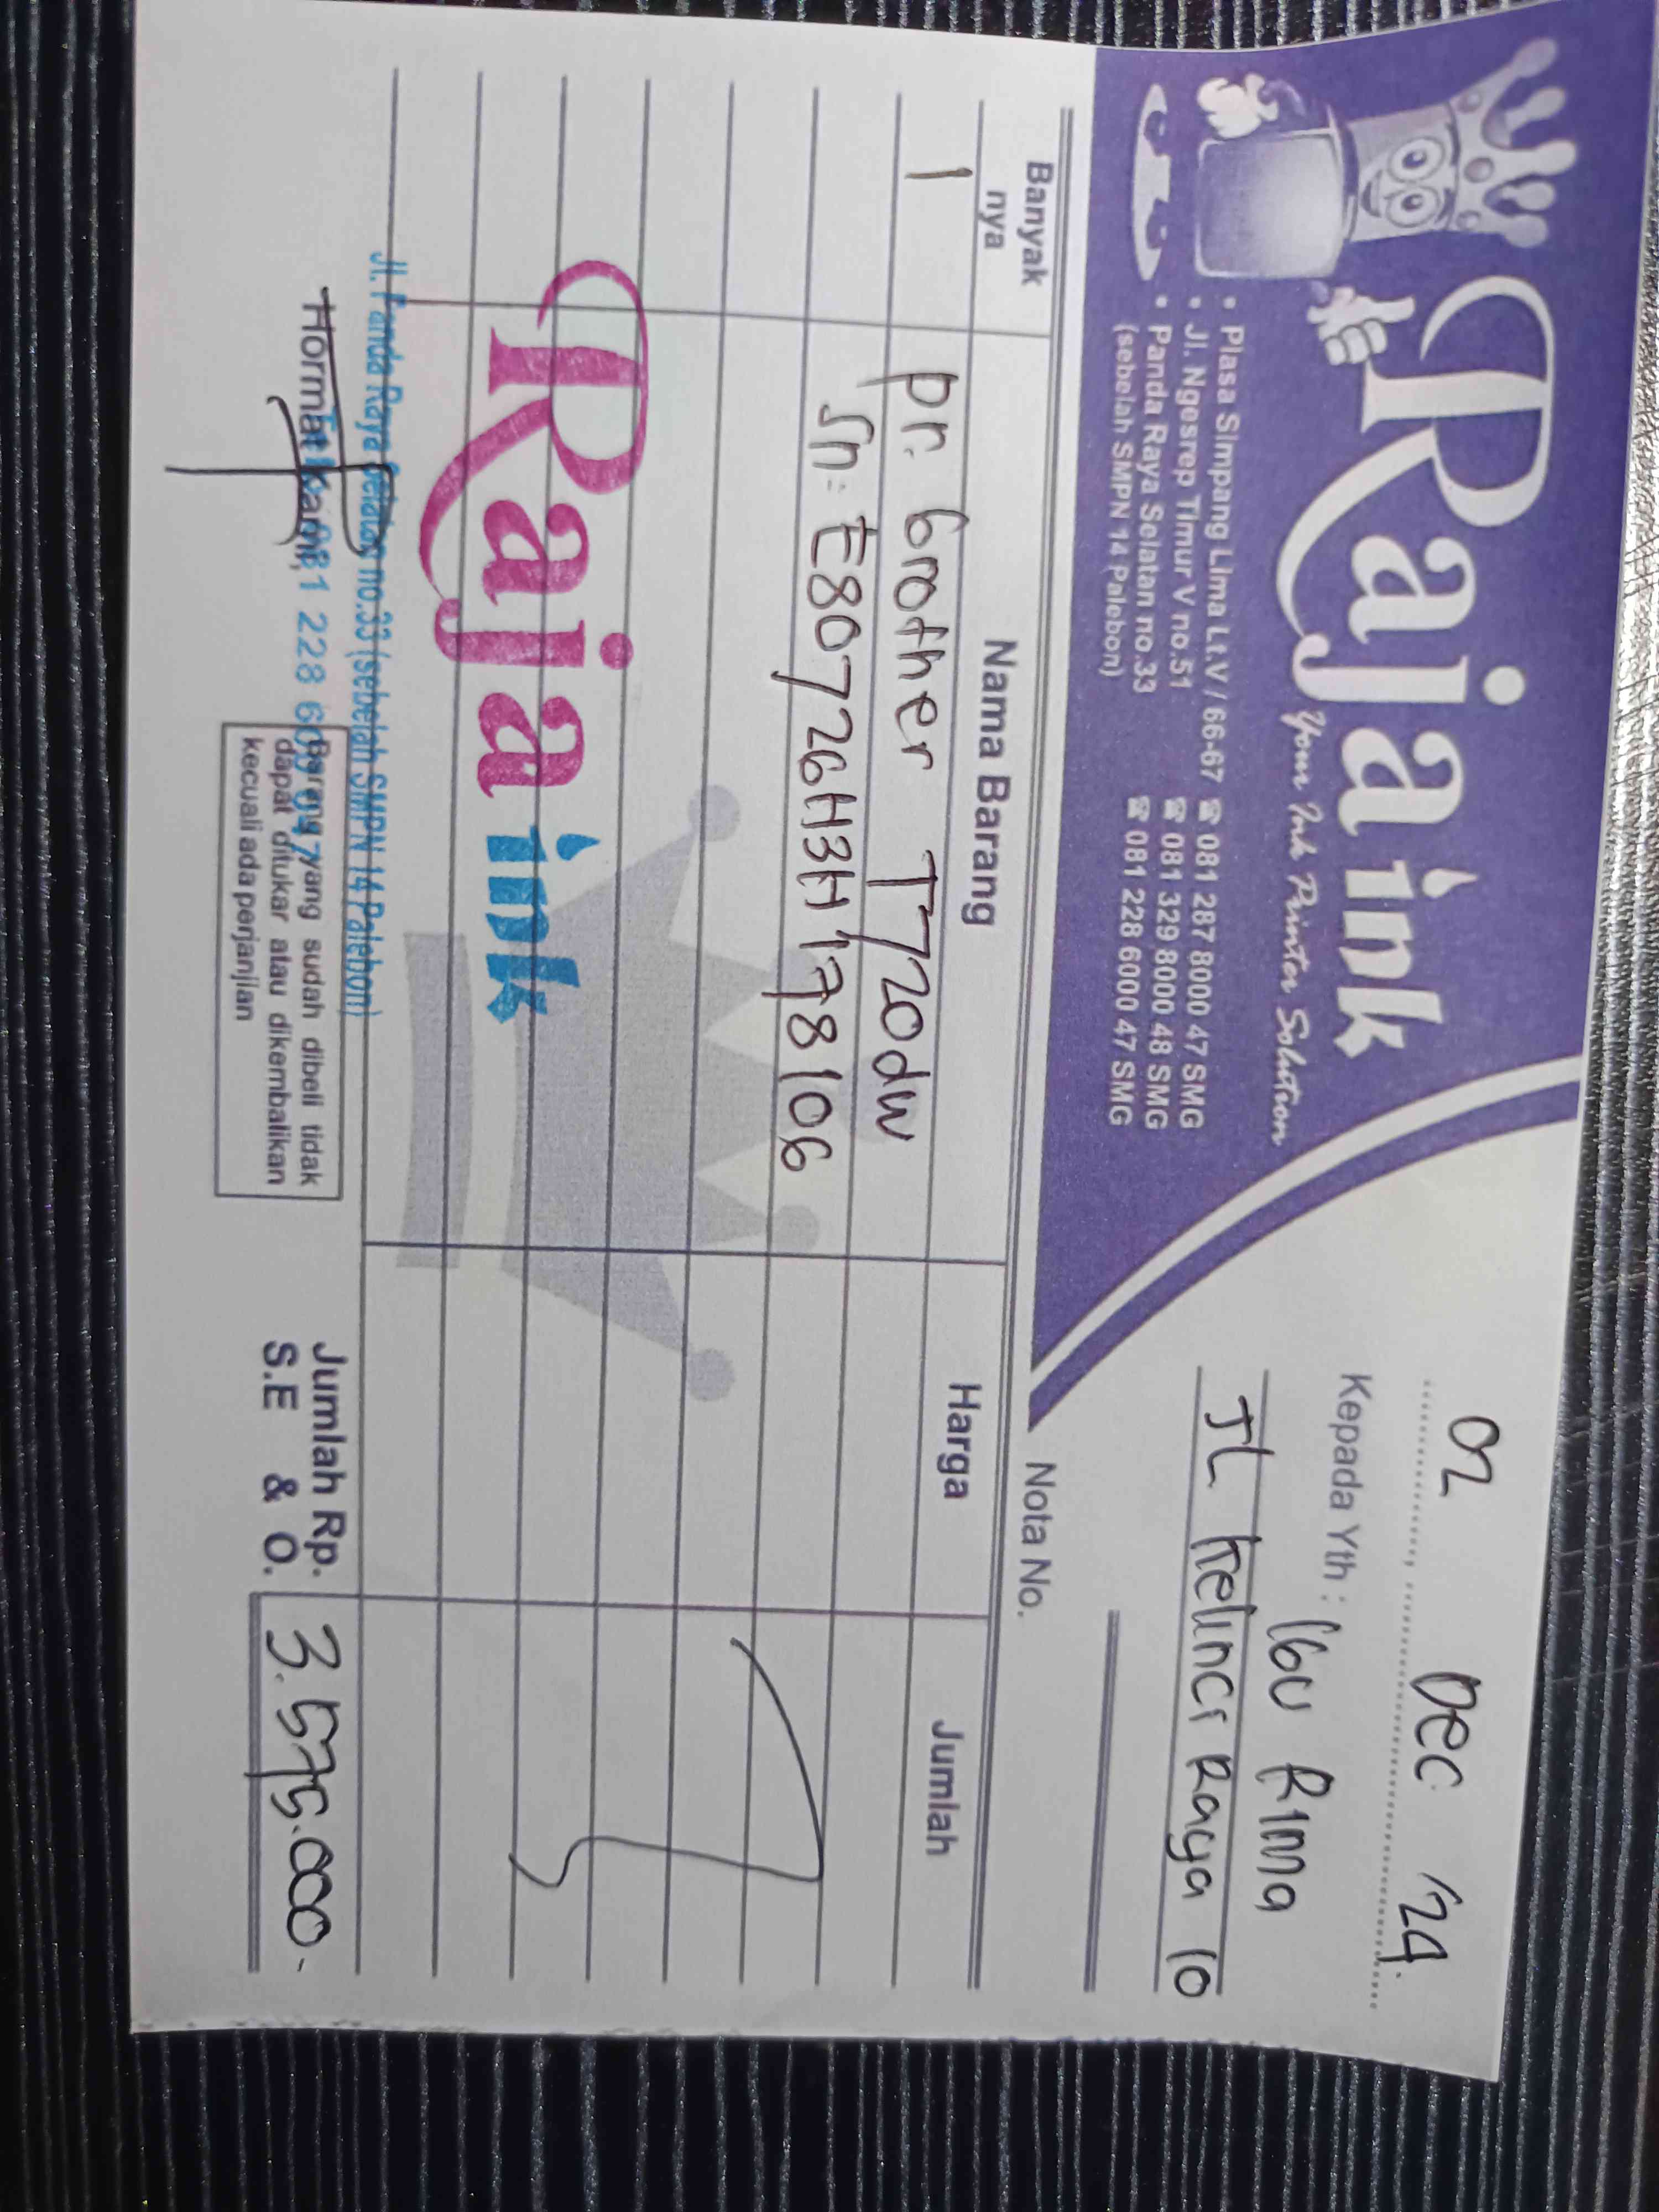 Raja ink
Your Ink Printer Solution
• Plasa Simpang Lima Lt.V / 66-67 ☎ 081 287 8000 47 SMG
• Jl. Ngesrep Timur V no.51 ☎ 081 329 8000 48 SMG
• Panda Raya Selatan no.33 ☎ 081 228 6000 47 SMG
(sebelah SMPN 14 Palebon)
02 Dec '24
Kepada Yth : Ibu Rima
JL Kelinci Raya 10
Nota No.
Banyak nya Nama Barang Harga Jumlah
1 Pr. Brother T720dw
Sn: E80726H3H178106
Raja ink
Jl. Panda Raya Selatan no.33 (sebelah SMPN 14 Palebon)
081 228 600 047
Hormat kami,
Barang yang sudah dibeli tidak
dapat ditukar atau dikembalikan
kecuali ada perjanjian
Jumlah Rp. 3.575.000-
S.E & O.